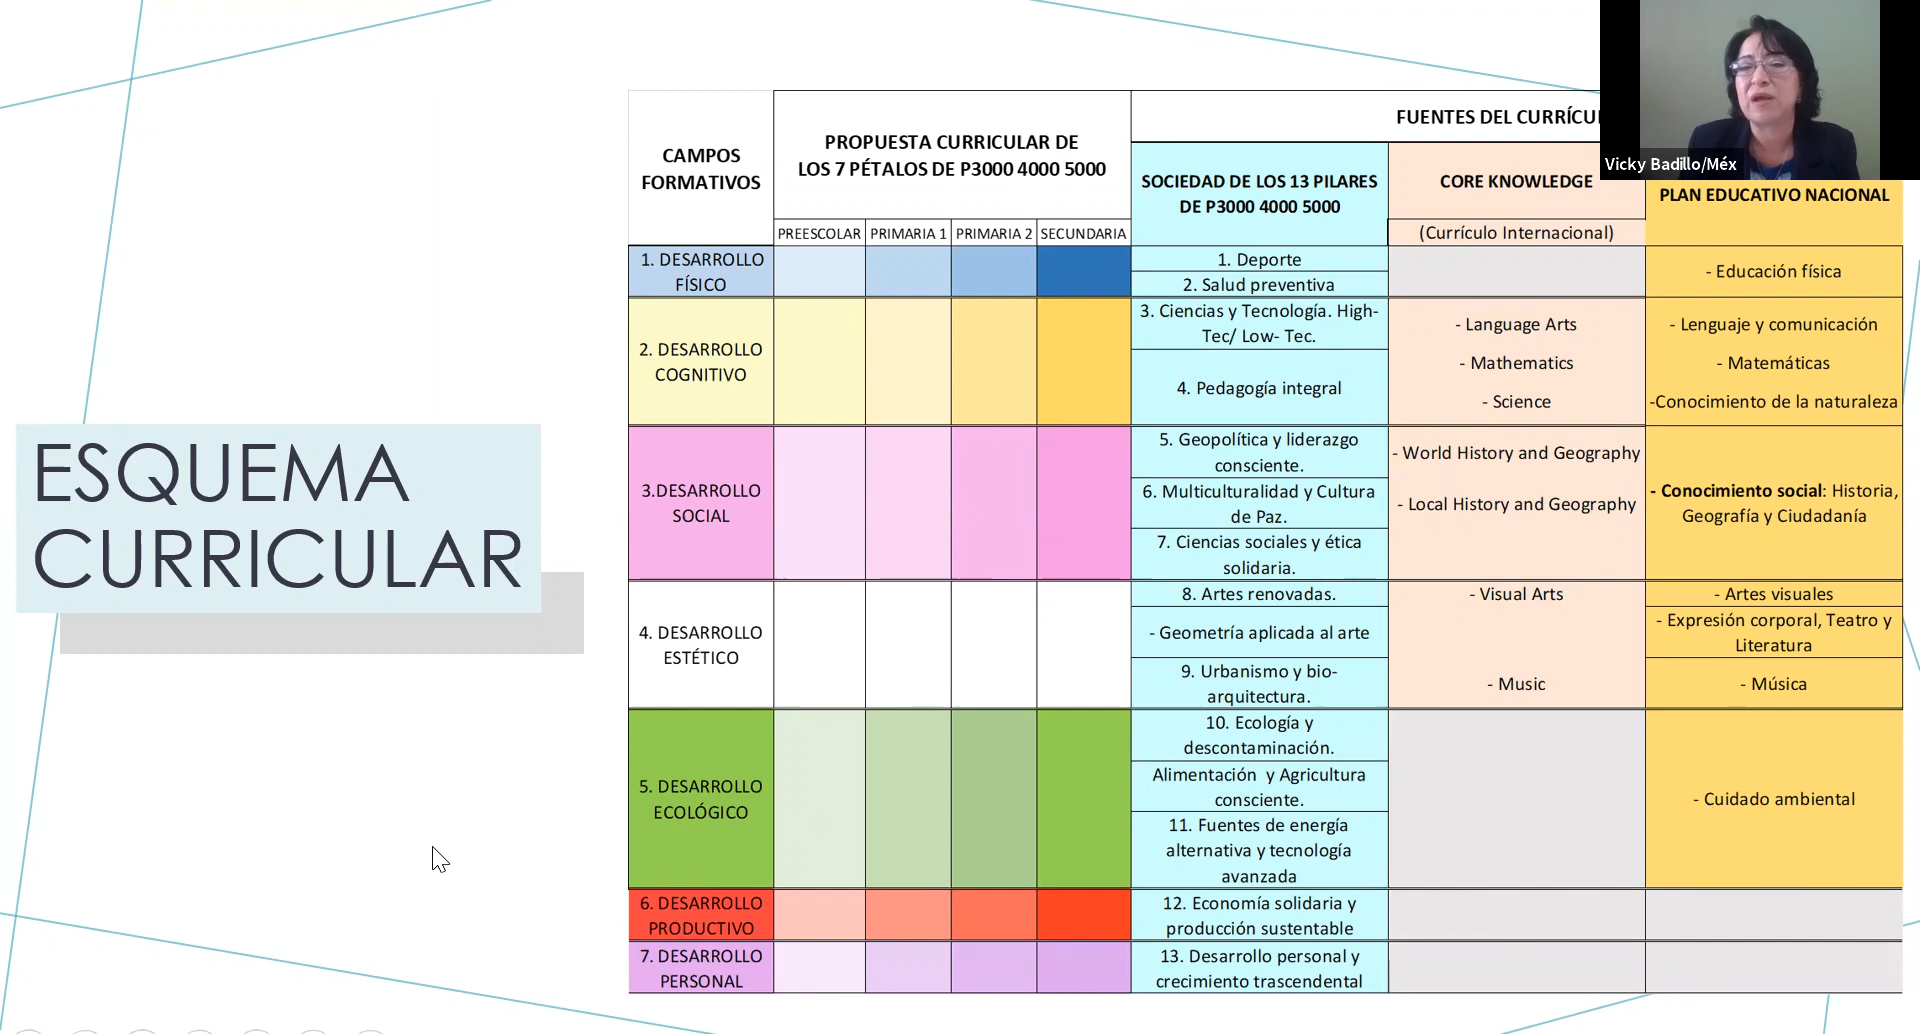 ESQUEMA
CURRICULAR
CAMPOS
FORMATIVOS
PROPUESTA CURRICULAR DE
LOS 7 PÉTALOS DE P3000 4000 5000
FUENTES DEL
Vicky Badillo/Méx
SOCIEDAD DE LOS 13 PILARES
DE P3000 4000 5000
CORE KNOWLEDGE
PLAN EDUCATIVO NACIONAL
PREESCOLAR PRIMARIA 1 PRIMARIA 2 SECUNDARIA
(Currículo Internacional)
1. DESARROLLO
FÍSICO
1. Deporte
2. Salud preventiva
- Educación física
2. DESARROLLO
COGNITIVO
3. Ciencias y Tecnología. High-
Tec/ Low- Tec.
4. Pedagogía integral
- Language Arts
- Mathematics
- Science
- Lenguaje y comunicación
- Matemáticas
-Conocimiento de la naturaleza
3.DESARROLLO
SOCIAL
5. Geopolítica y liderazgo
consciente.
6. Multiculturalidad y Cultura
de Paz.
7. Ciencias sociales y ética
solidaria.
- World History and Geography
- Local History and Geography
- Conocimiento social: Historia,
Geografía y Ciudadanía
4. DESARROLLO
ESTÉTICO
8. Artes renovadas.
- Geometría aplicada al arte
9. Urbanismo y bio-
arquitectura.
- Visual Arts
- Music
- Artes visuales
- Expresión corporal, Teatro y
Literatura
- Música
5. DESARROLLO
ECOLÓGICO
10. Ecología y
descontaminación.
Alimentación y Agricultura
consciente.
11. Fuentes de energía
alternativa y tecnología
avanzada
- Cuidado ambiental
6. DESARROLLO
PRODUCTIVO
12. Economía solidaria y
producción sustentable
7. DESARROLLO
PERSONAL
13. Desarrollo personal y
crecimiento trascendental